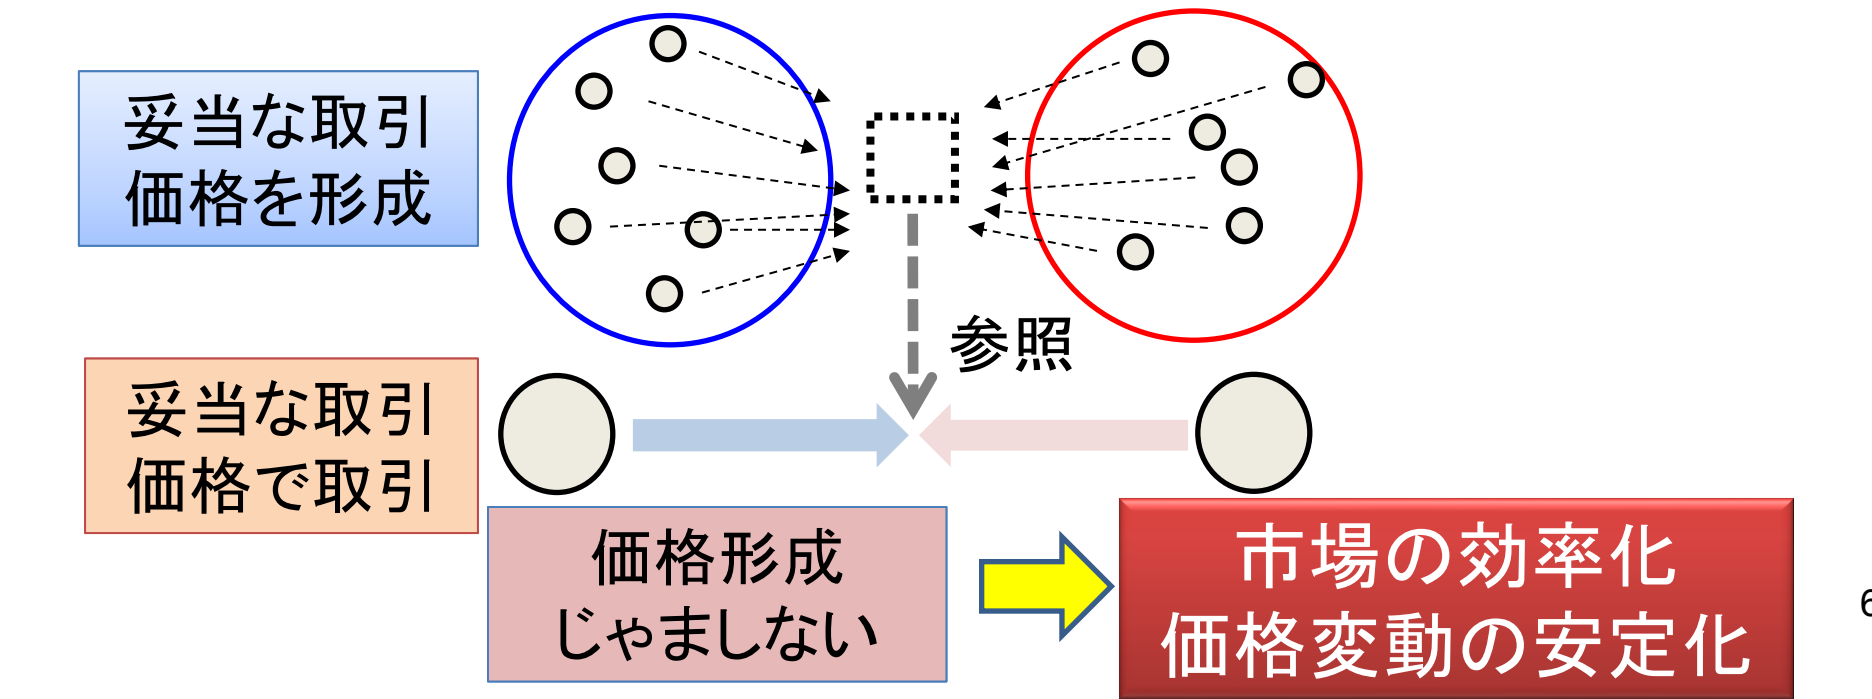 妥当な取引
価格を形成
参照
妥当な取引
価格で取引
価格形成
じゃましない
市場の効率化
価格変動の安定化
6